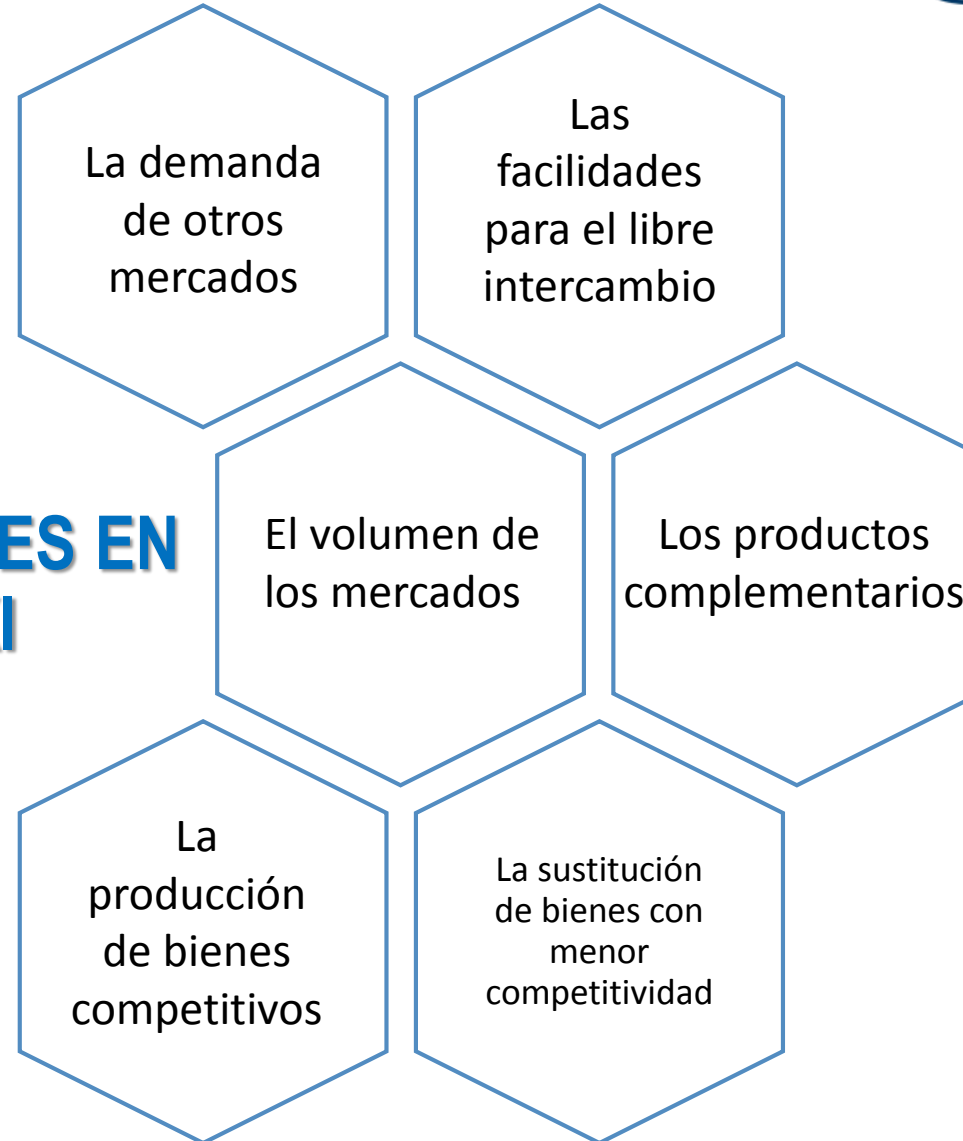 La demanda
de otros
mercados
Las
facilidades
para el libre
intercambio
ES EN
I
El volumen de
los mercados
Los productos
complementarios
La
producción
de bienes
competitivos
La sustitución
de bienes con
menor
competitividad